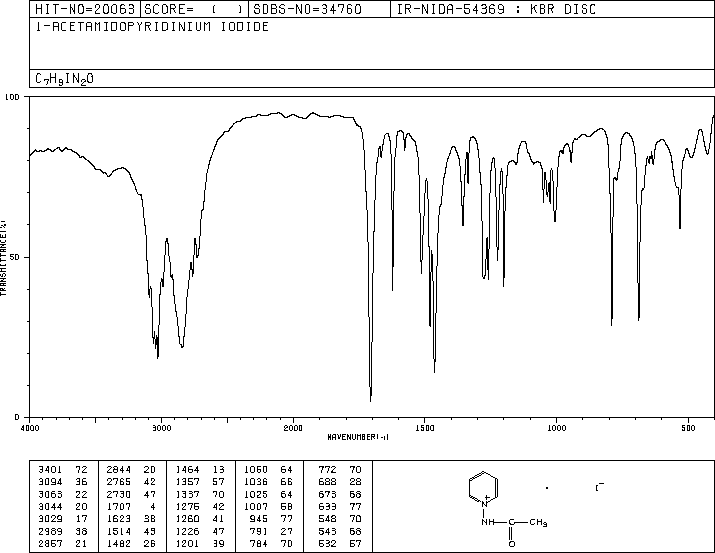 HIT-NO=20063 SCORE= ( ) SDBS-NO=34760 IR-NIDA-54369 : KBR DISC
1-ACETAMIDOPYRIDINIUM IODIDE
C7H9IN2O
100
50
0
TRANSMITTANCE(%)
4000 3000 2000 1500 1000 500
WAVENUMBER(-1)
3401 72 2844 20 1464 13 1060 64 772 70
3094 36 2765 42 1357 57 1036 66 688 28
3063 22 2730 47 1337 70 1025 64 673 68
3044 20 1707 4 1276 42 1007 58 639 77
3029 17 1623 38 1260 41 945 77 548 70
2989 38 1514 43 1226 47 791 27 543 68
2857 21 1482 26 1201 39 784 70 532 57
N+
I-
NH C CH3
O